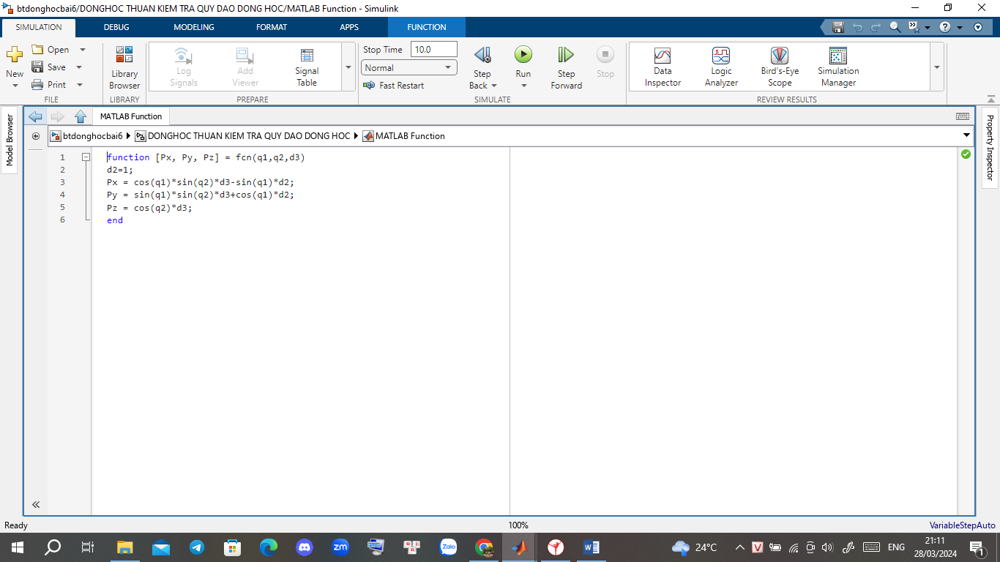 btdonghocbai6/DONGHOC THUAN KIEM TRA QUY DAO DONG HOC/MATLAB Function - Simulink
SIMULATION DEBUG MODELING FORMAT APPS FUNCTION
New
Open
Save
Print
FILE
Library Browser
LIBRARY
Log Signals
Add Viewer
Signal Table
PREPARE
Stop Time 10.0
Normal
Fast Restart
Step Back
Run
Step Forward
Stop
SIMULATE
Data Inspector
Logic Analyzer
Bird's-Eye Scope
Simulation Manager
REVIEW RESULTS
Model Browser
MATLAB Function
Property Inspector
btdonghocbai6 DONGHOC THUAN KIEM TRA QUY DAO DONG HOC MATLAB Function
1 function [Px, Py, Pz] = fcn(q1,q2,d3)
2 d2=1;
3 Px = cos(q1)*sin(q2)*d3-sin(q1)*d2;
4 Py = sin(q1)*sin(q2)*d3+cos(q1)*d2;
5 Pz = cos(q2)*d3;
6 end
Ready 100% VariableStepAuto
zm Zalo 24°C V ENG 21:11
28/03/2024 1